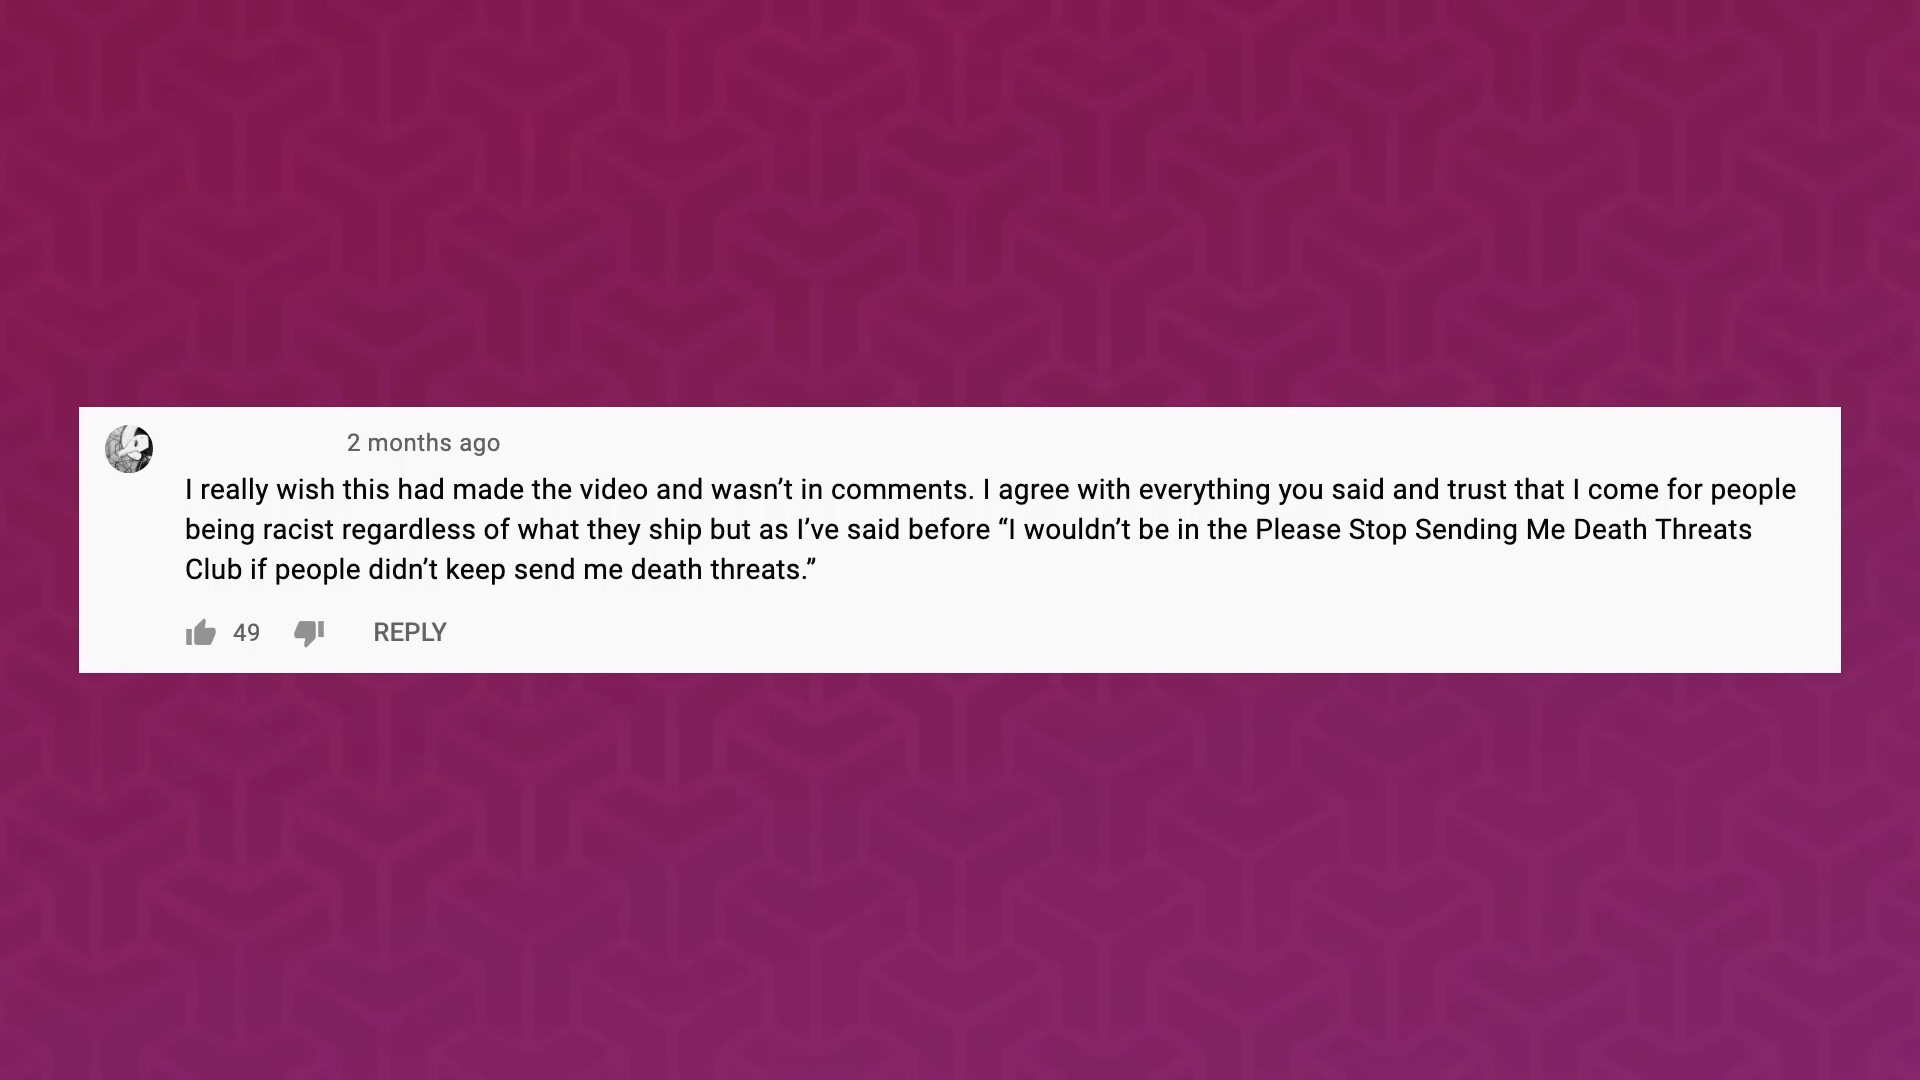 2 months ago
I really wish this had made the video and wasn’t in comments. I agree with everything you said and trust that I come for people
being racist regardless of what they ship but as I’ve said before “I wouldn’t be in the Please Stop Sending Me Death Threats
Club if people didn’t keep send me death threats.”
49 REPLY